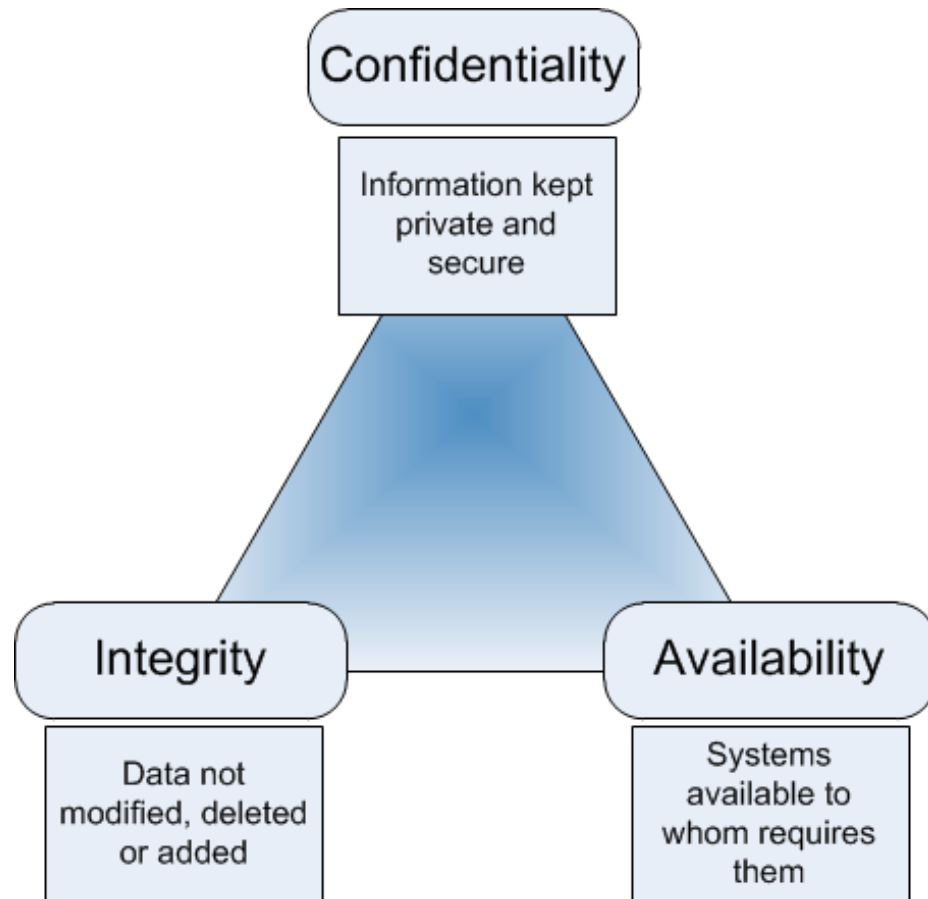 Confidentiality
Information kept
private and
secure
Integrity
Data not
modified, deleted
or added
Availability
Systems
available to
whom requires
them